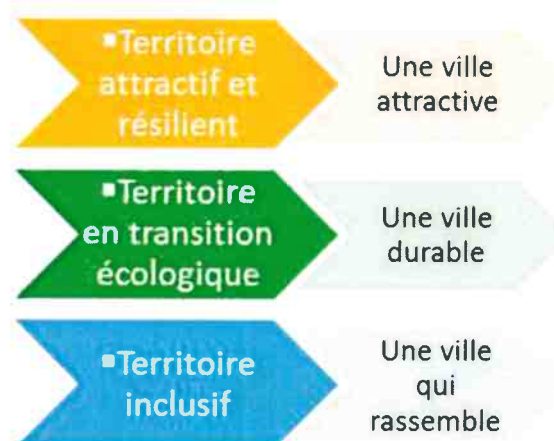 ▪Territoire
attractif et
résilient
Une ville
attractive
▪Territoire
en transition
écologique
Une ville
durable
▪Territoire
inclusif
Une ville
qui
rassemble